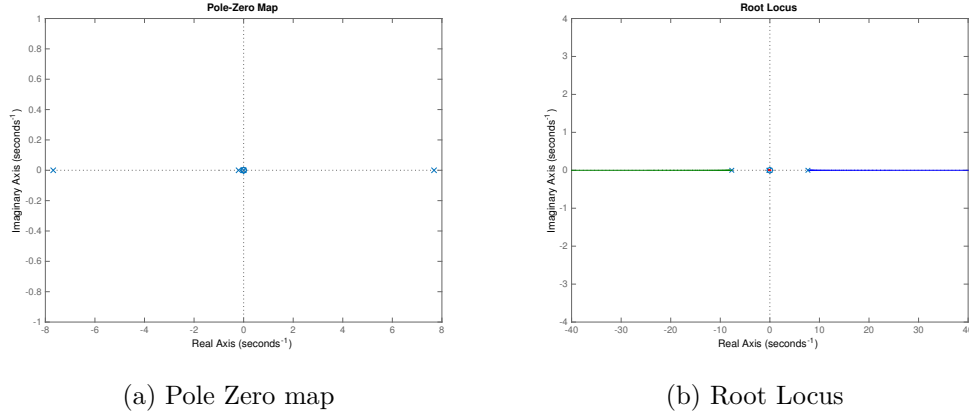 Pole-Zero Map
1
0.8
0.6
0.4
0.2
0
-0.2
-0.4
-0.6
-0.8
-1
Imaginary Axis (seconds⁻¹)
-8 -6 -4 -2 0 2 4 6 8
Real Axis (seconds⁻¹)
(a) Pole Zero map
Root Locus
4
3
2
1
0
-1
-2
-3
-4
Imaginary Axis (seconds⁻¹)
-40 -30 -20 -10 0 10 20 30 40
Real Axis (seconds⁻¹)
(b) Root Locus